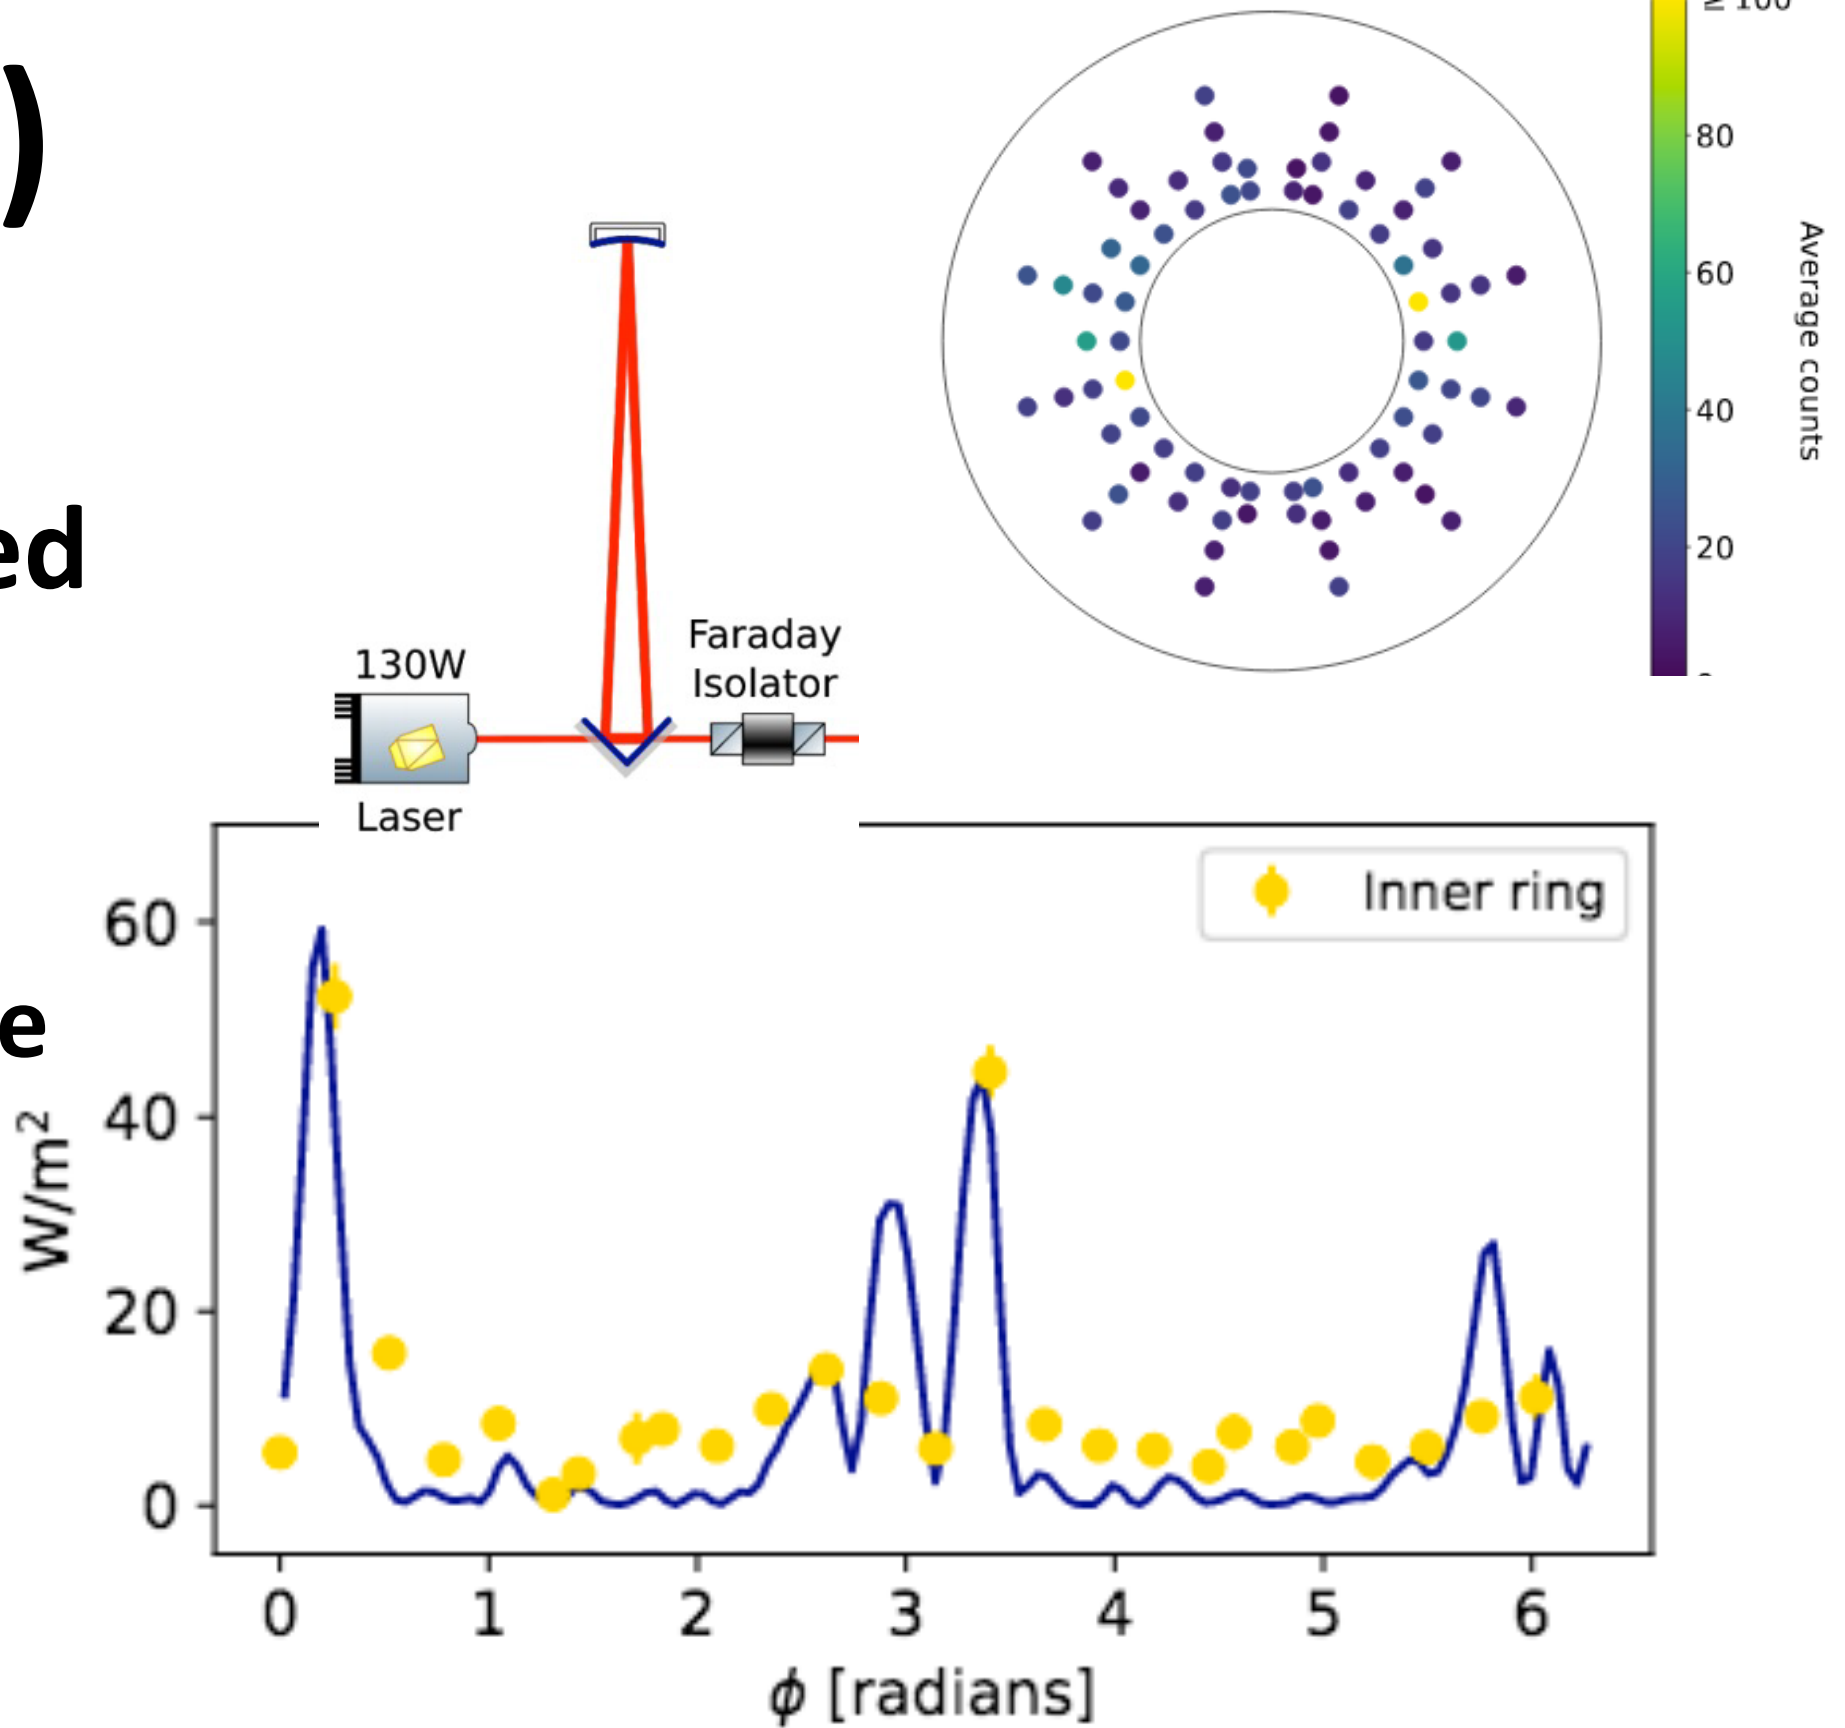 )
ed
e
130W
Laser
Faraday
Isolator
≥ 100
80
60
40
20
Average counts
Inner ring
60
40
20
0
W/m²
0 1 2 3 4 5 6
ϕ [radians]